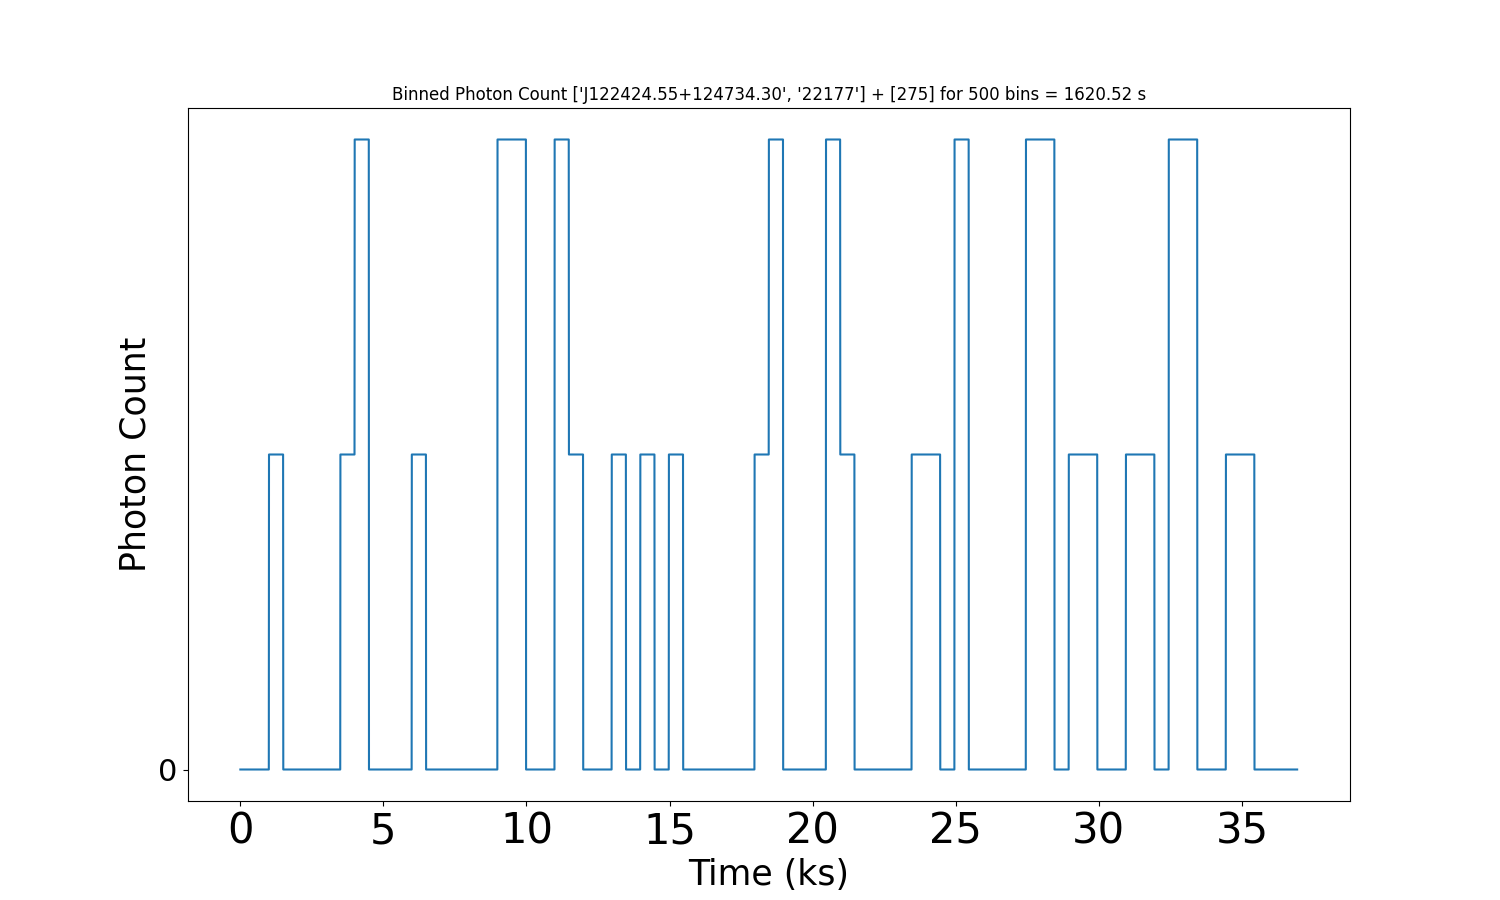 Binned Photon Count ['J122424.55+124734.30', '22177'] + [275] for 500 bins = 1620.52 s
Photon Count
0
0 5 10 15 20 25 30 35
Time (ks)